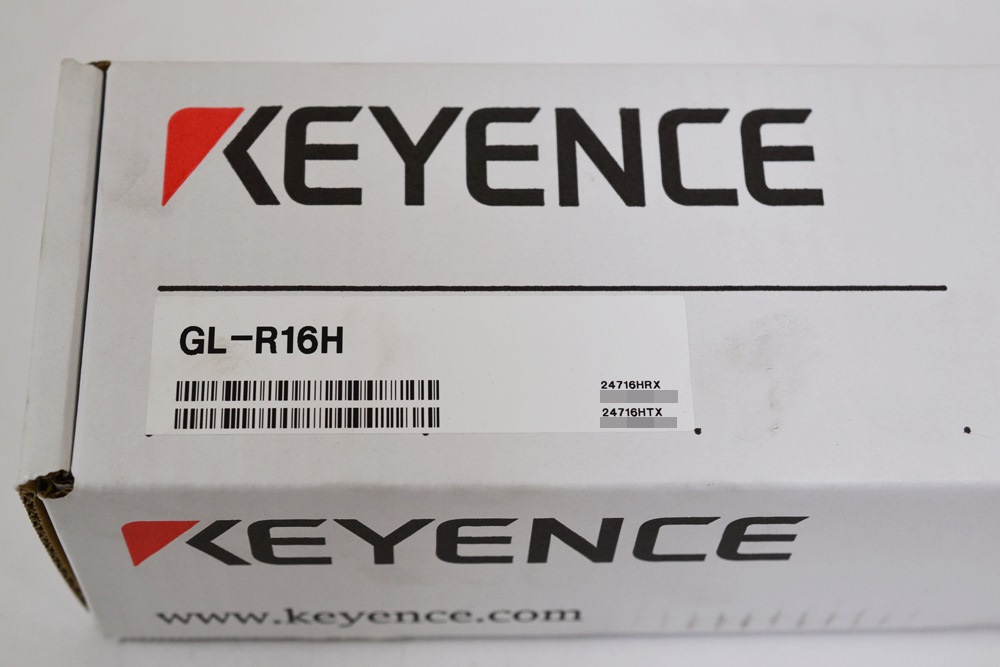 KEYENCE
GL-R16H
24716HRX
24716HTX
KEYENCE
www.keyence.com